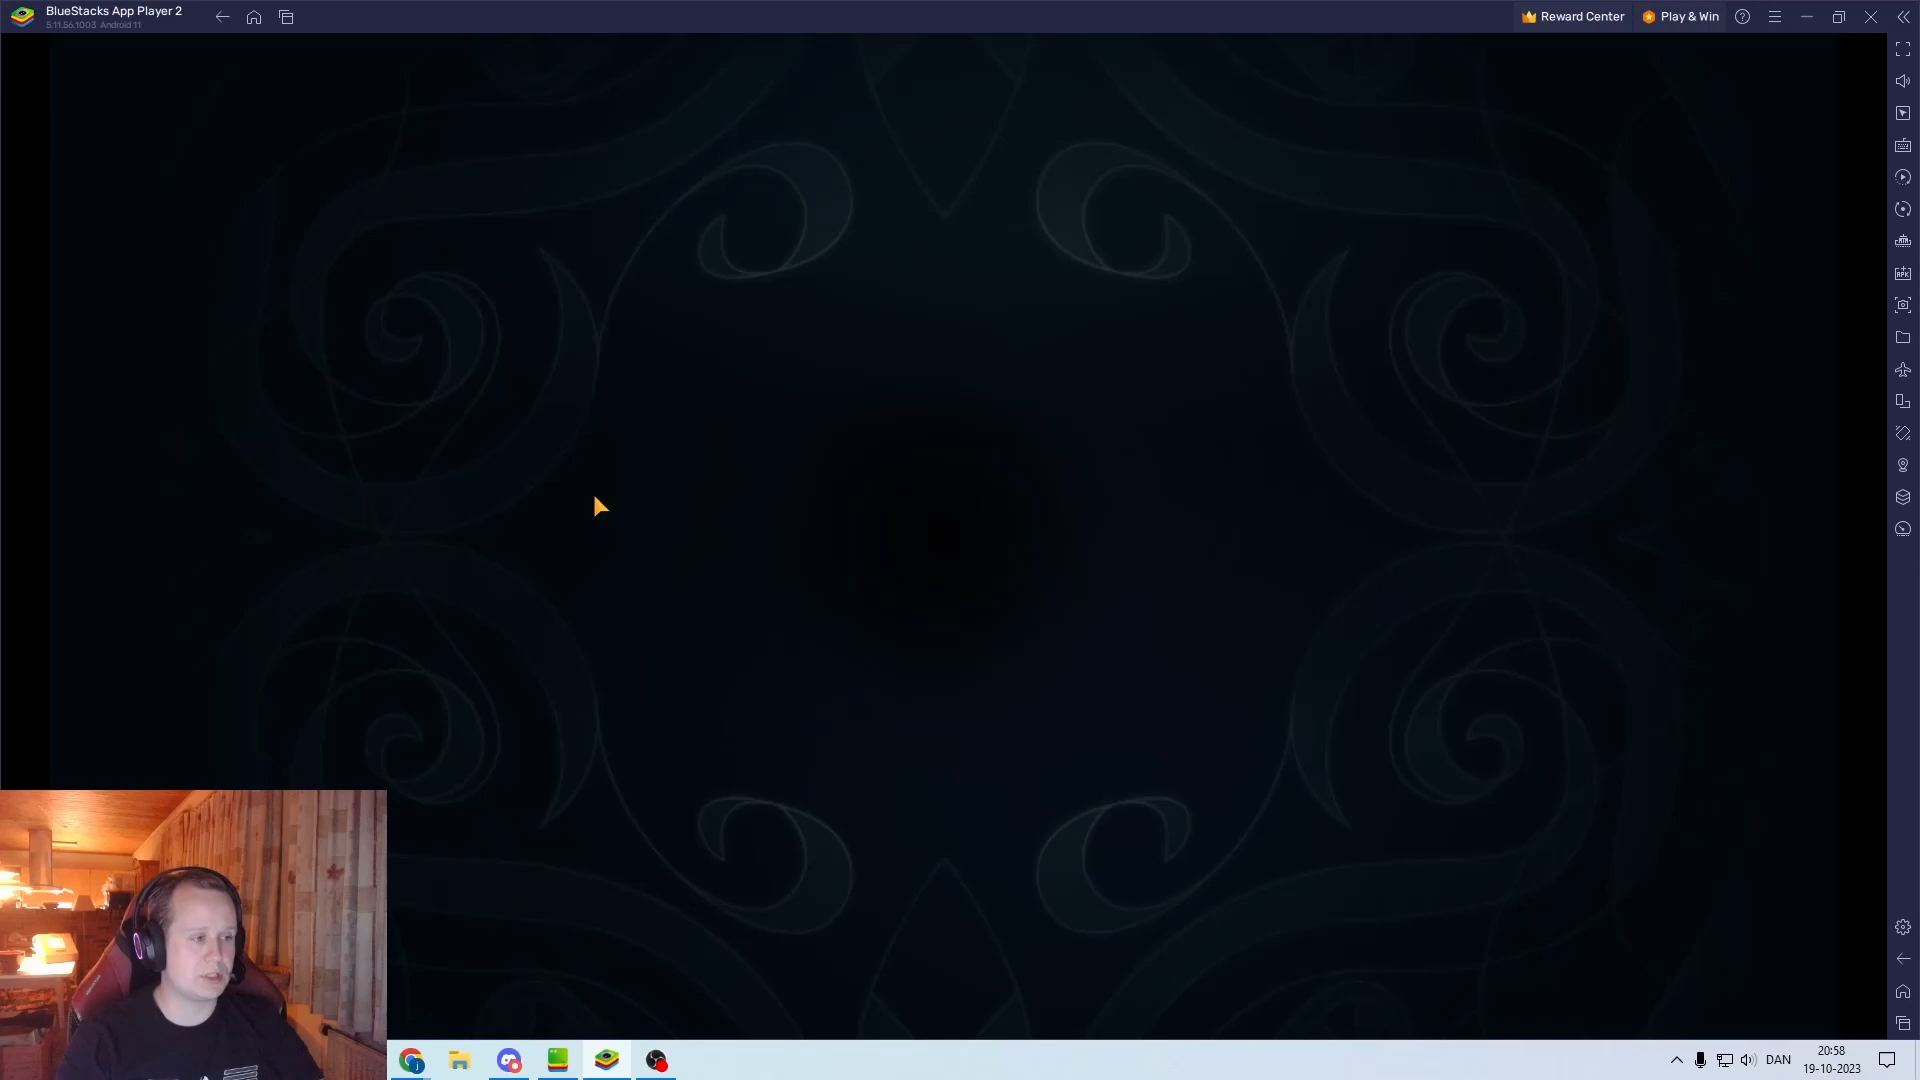 BlueStacks App Player 2
5.11.56.1003 Android 11
Reward Center
Play & Win
APK
DAN
20:58
19-10-2023